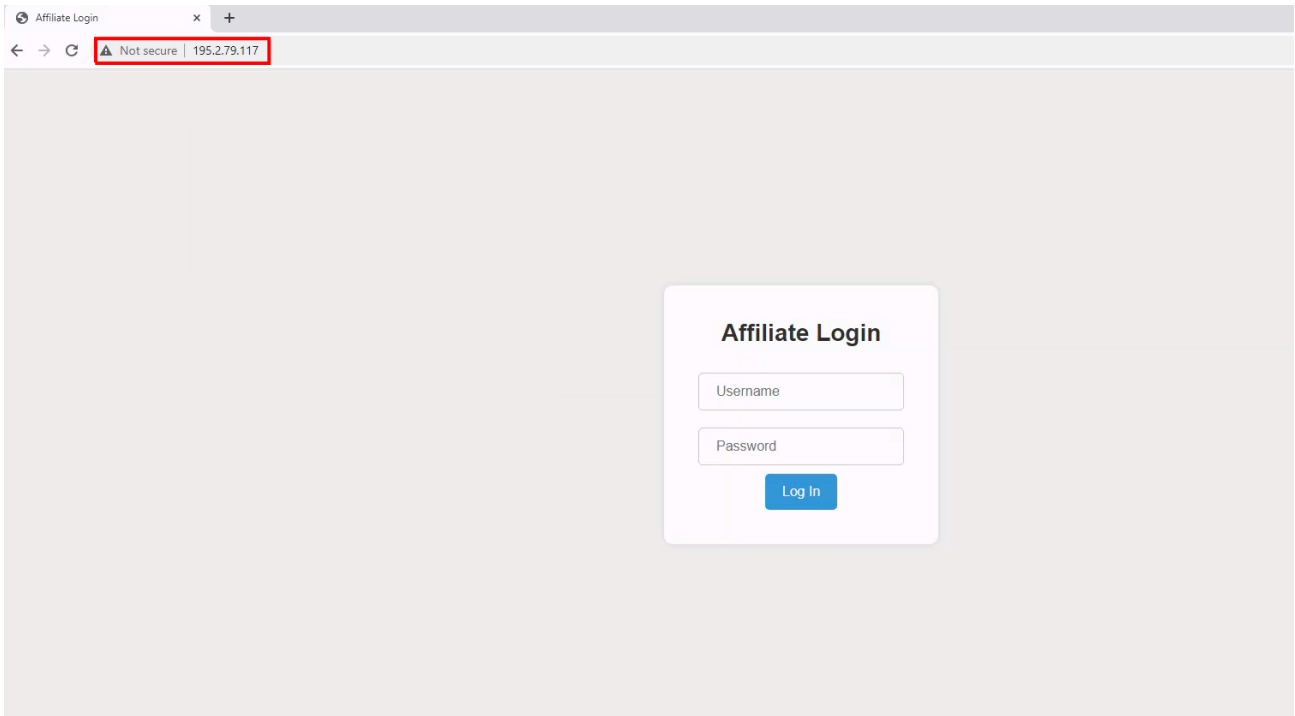 Affiliate Login
Not secure | 195.2.79.117
Affiliate Login
Username
Password
Log In